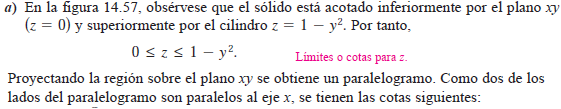 a) En la figura 14.57, obsérvese que el sólido está acotado inferiormente por el plano xy
(z = 0) y superiormente por el cilindro z = 1 − y². Por tanto,
0 ≤ z ≤ 1 − y².
Límites o cotas para z.
Proyectando la región sobre el plano xy se obtiene un paralelogramo. Como dos de los
lados del paralelogramo son paralelos al eje x, se tienen las cotas siguientes: